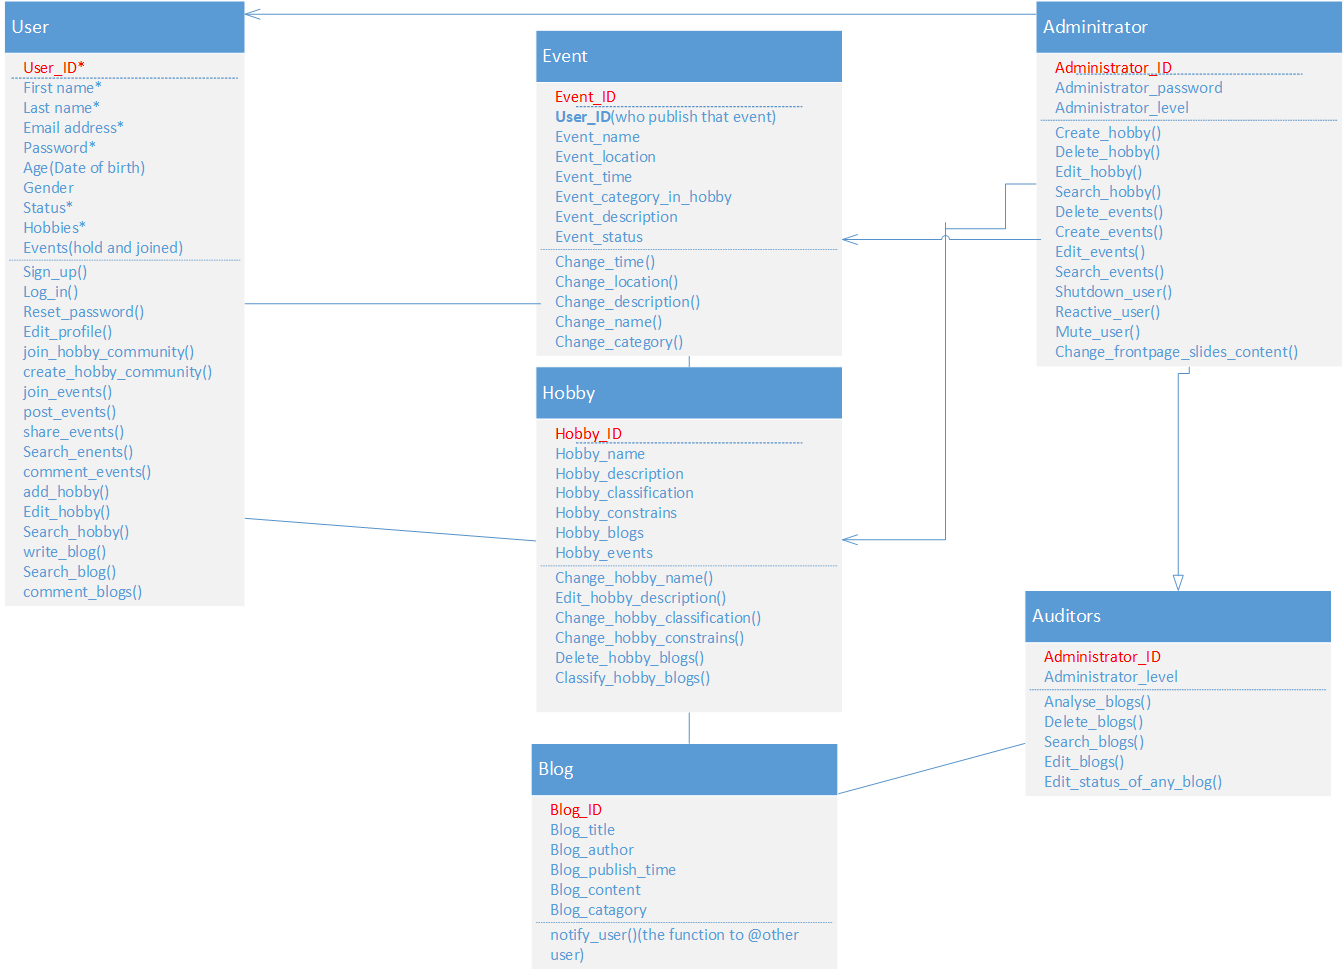 User
User_ID*
First name*
Last name*
Email address*
Password*
Age(Date of birth)
Gender
Status*
Hobbies*
Events(hold and joined)
Sign_up()
Log_in()
Reset_password()
Edit_profile()
join_hobby_community()
create_hobby_community()
join_events()
post_events()
share_events()
Search_enents()
comment_events()
add_hobby()
Edit_hobby()
Search_hobby()
write_blog()
Search_blog()
comment_blogs()
Event
Event_ID
User_ID(who publish that event)
Event_name
Event_location
Event_time
Event_category_in_hobby
Event_description
Event_status
Change_time()
Change_location()
Change_description()
Change_name()
Change_category()
Hobby
Hobby_ID
Hobby_name
Hobby_description
Hobby_classification
Hobby_constrains
Hobby_blogs
Hobby_events
Change_hobby_name()
Edit_hobby_description()
Change_hobby_classification()
Change_hobby_constrains()
Delete_hobby_blogs()
Classify_hobby_blogs()
Blog
Blog_ID
Blog_title
Blog_author
Blog_publish_time
Blog_content
Blog_catagory
notify_user()(the function to @other
user)
Adminitrator
Administrator_ID
Administrator_password
Administrator_level
Create_hobby()
Delete_hobby()
Edit_hobby()
Search_hobby()
Delete_events()
Create_events()
Edit_events()
Search_events()
Shutdown_user()
Reactive_user()
Mute_user()
Change_frontpage_slides_content()
Auditors
Administrator_ID
Administrator_level
Analyse_blogs()
Delete_blogs()
Search_blogs()
Edit_blogs()
Edit_status_of_any_blog()